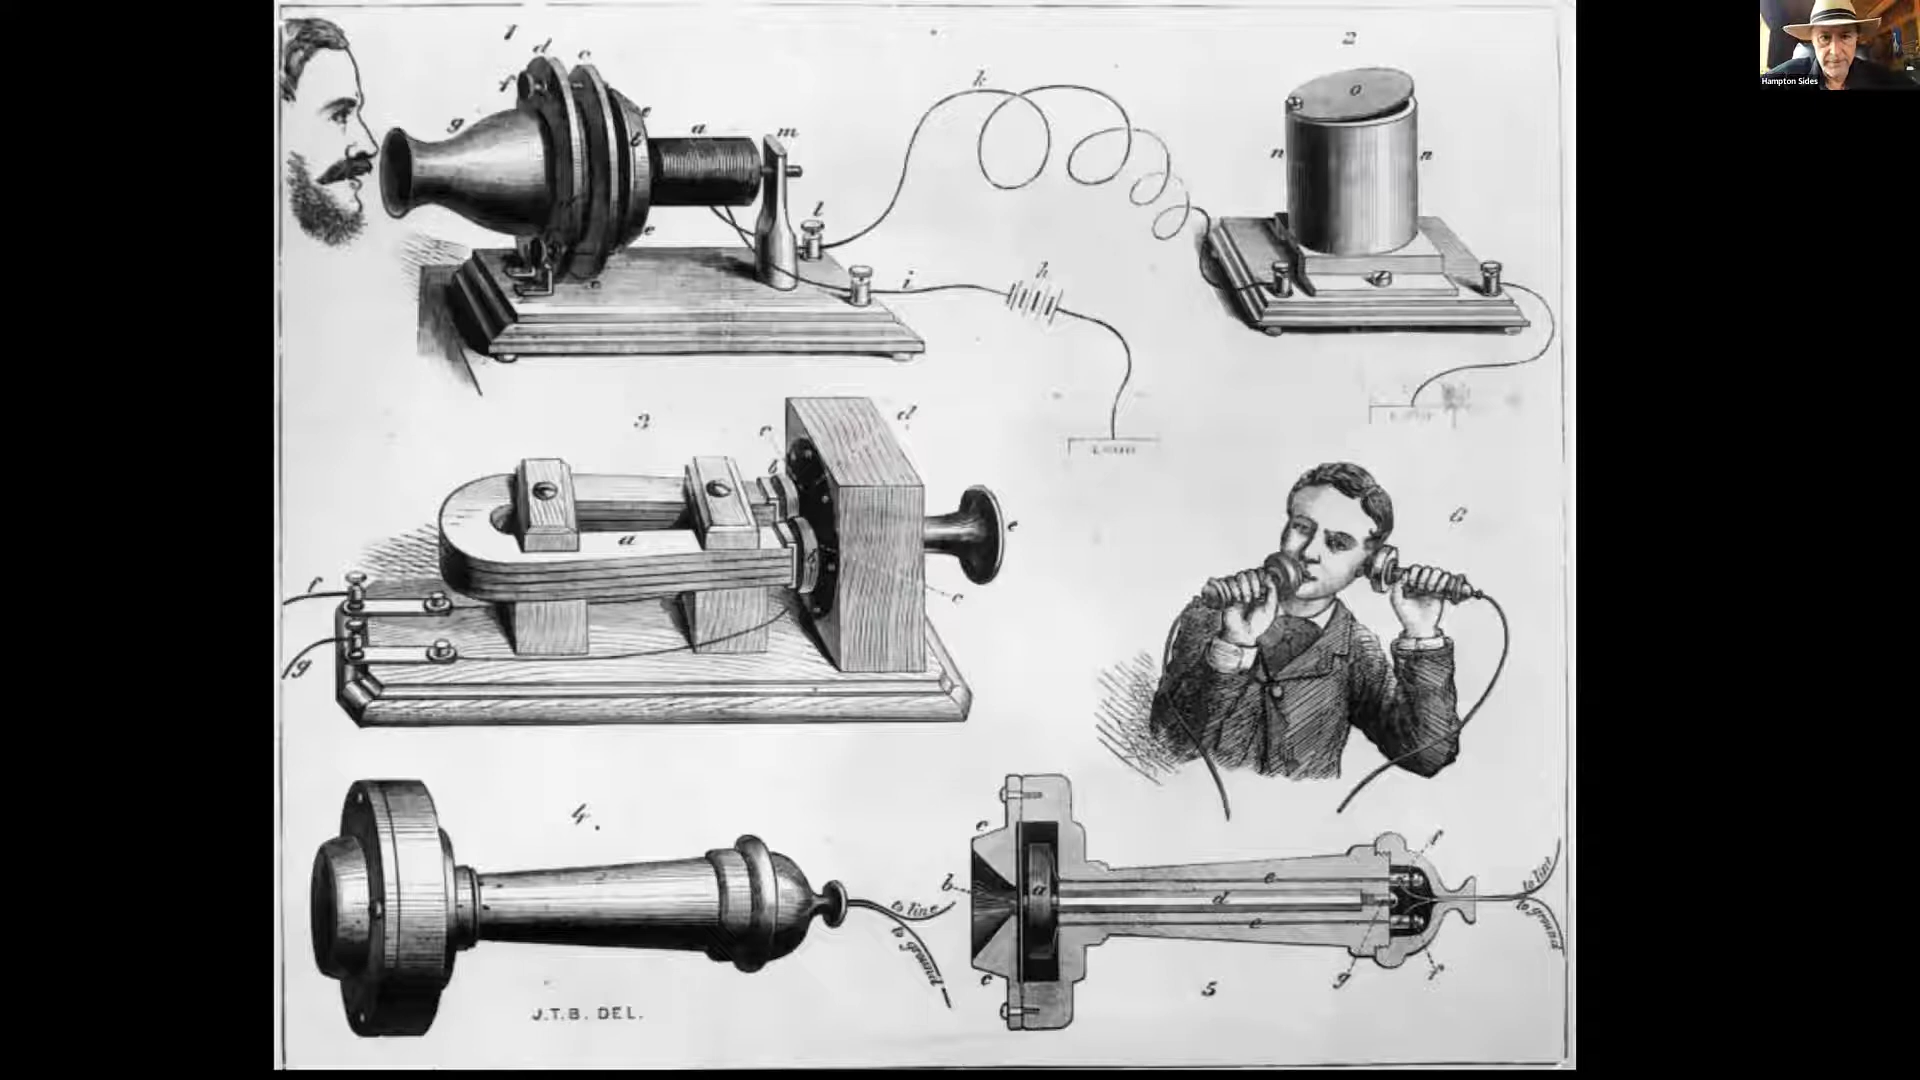 Hampton Sides
1
d
c
f
g
e
b
a
m
l
k
i
h
e
2
o
n
n
3
d
c
b
a
e
c
f
g
6
4.
to line
to ground
J.T.B. DEL.
c
b
a
e
d
e
f
to line
to ground
c
g
f
5